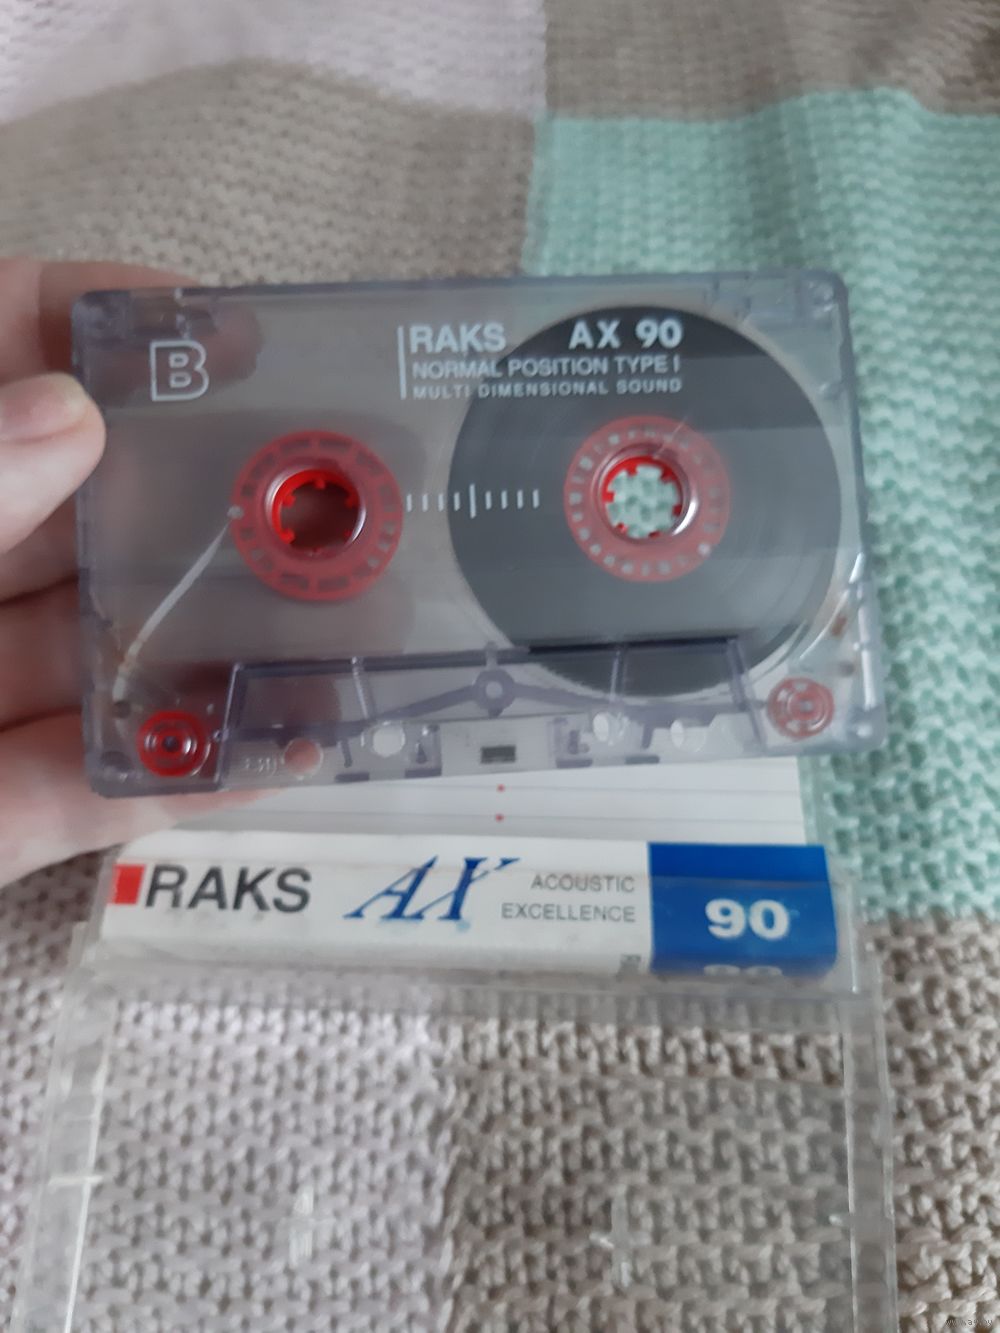 B
RAKS AX 90
NORMAL POSITION TYPE I
MULTI DIMENSIONAL SOUND
RAKS AX ACOUSTIC EXCELLENCE 90